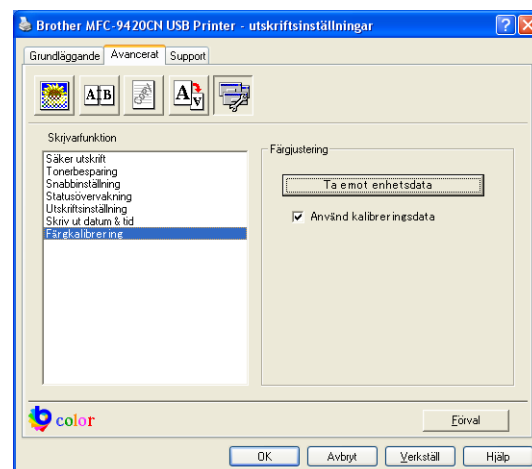 Brother MFC-9420CN USB Printer - utskriftsinställningar
Grundläggande Avancerat Support
A B
A A
Skrivarfunktion
Säker utskrift
Tonerbesparing
Snabbinställning
Statusövervakning
Utskriftsinställning
Skriv ut datum & tid
Färgkalibrering
Färgjustering
Ta emot enhetsdata
Använd kalibreringsdata
color
Förval
OK Avbryt Verkställ Hjälp